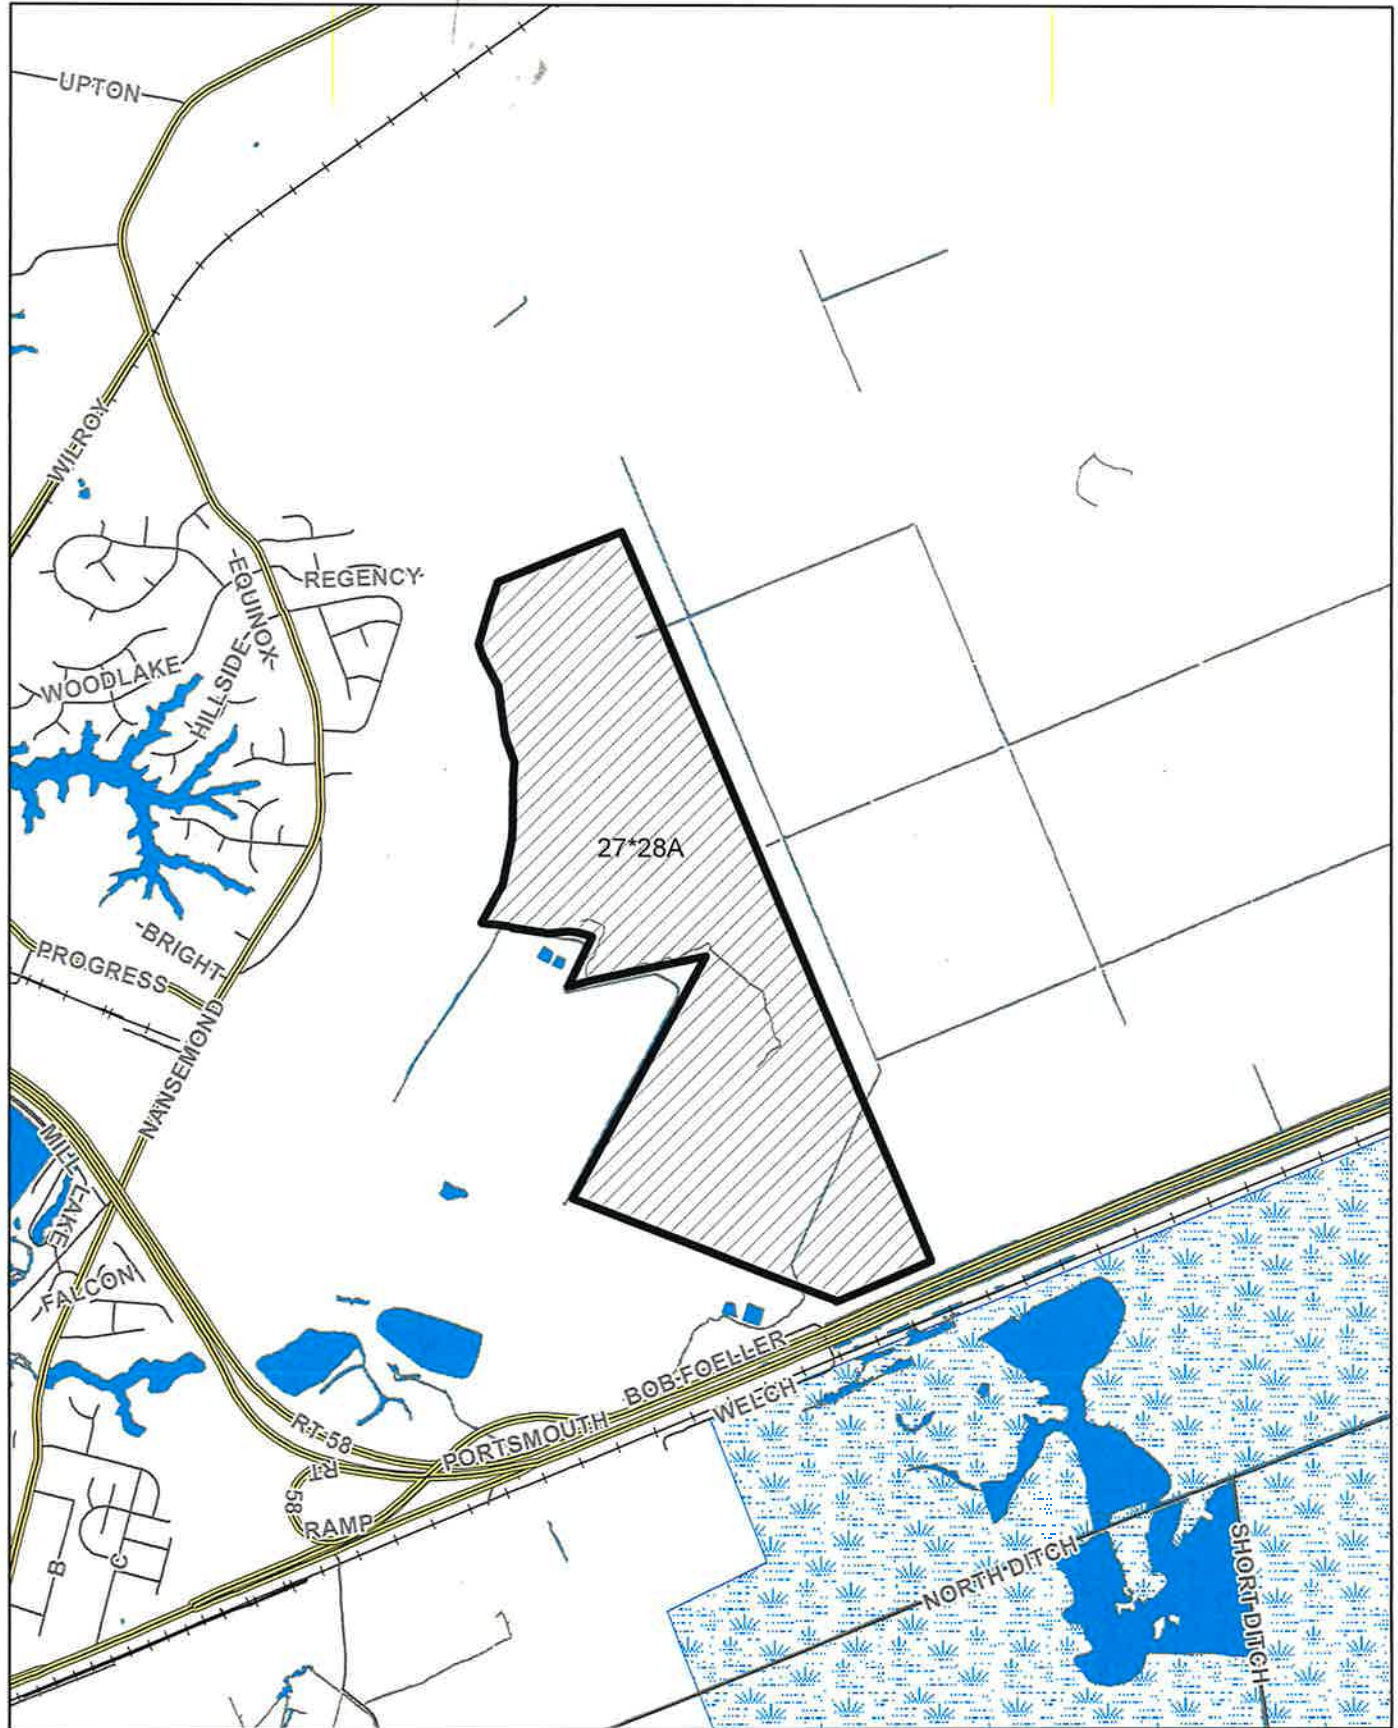 UPTON
WILROY
EQUINOX
REGENCY
HILLSIDE
WOODLAKE
27*28A
BRIGHT
PROGRESS
NANSEMOND
MILL LAKE
FALCON
BOB FOELLER
WELCH
PORTSMOUTH
RT 58
RT 58
RAMP
B
C
NORTH DITCH
SHORT DITCH